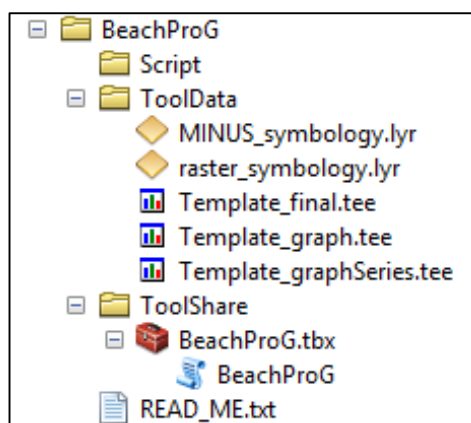 BeachProG
Script
ToolData
MINUS_symbology.lyr
raster_symbology.lyr
Template_final.tee
Template_graph.tee
Template_graphSeries.tee
ToolShare
BeachProG.tbx
BeachProG
READ_ME.txt